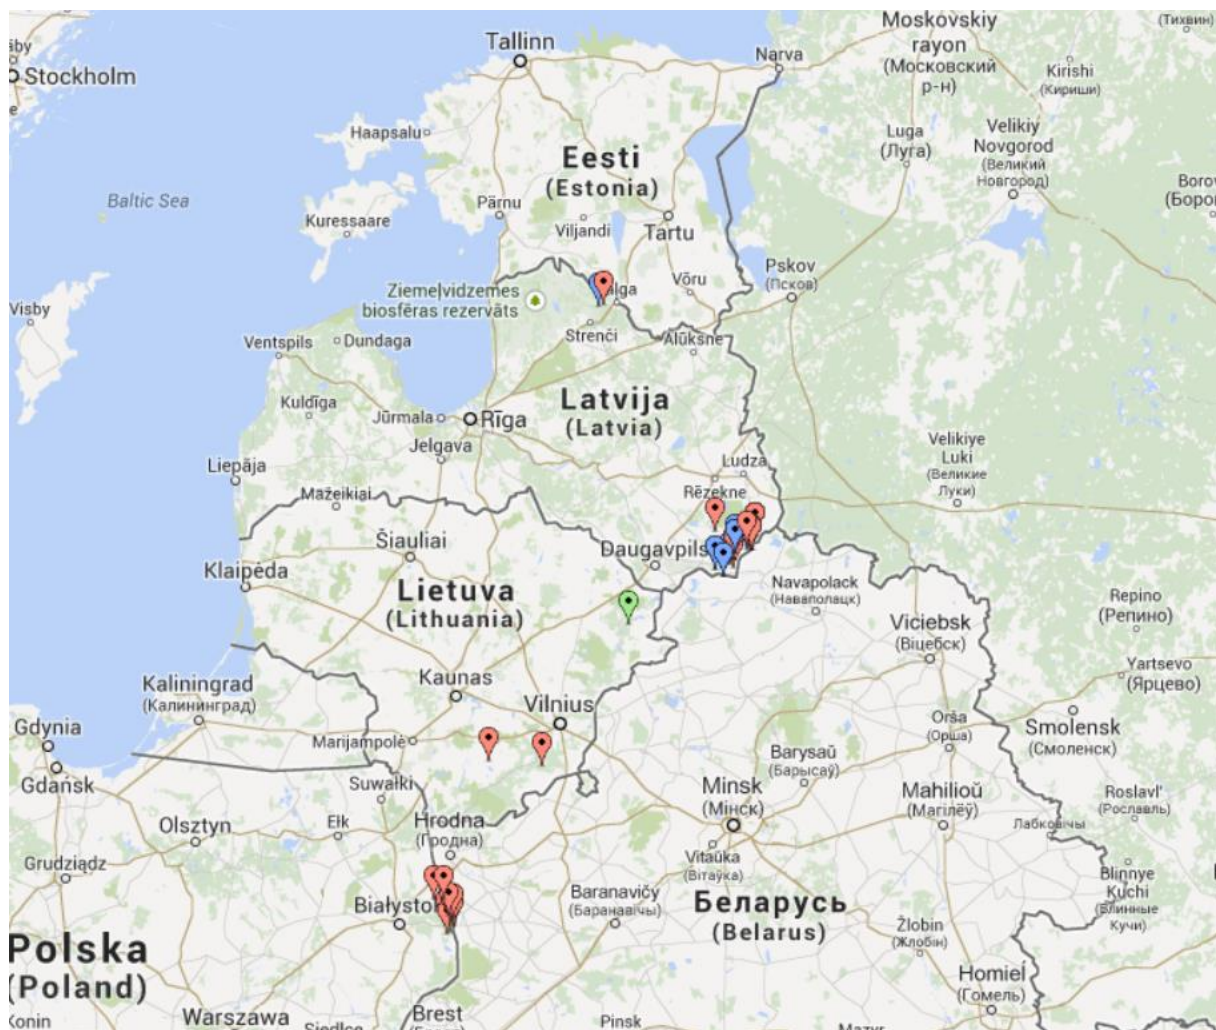 Tallinn
Narva
Moskovskiy
rayon
(Московский
р-н)
(Тихвин)
Stockholm
Kirishi
(Кириши)
Haapsalu
Eesti
(Estonia)
Luga
(Луга)
Velikiy
Novgorod
(Великий
Новгород)
Baltic Sea
Pärnu
Kuressaare
Viljandi
Tartu
Visby
Ziemeļvidzemes
biosfēras rezervāts
Võru
Pskov
(Псков)
Strenči
Alūksne
Ventspils
Dundaga
Kuldīga
Jūrmala
Rīga
Latvija
(Latvia)
Jelgava
Liepāja
Ludza
Rēzekne
Velikiye
Luki
(Великие
Луки)
Mažeikiai
Šiauliai
Daugavpils
Klaipėda
Lietuva
(Lithuania)
Navapolack
(Наваполацк)
Viciebsk
(Віцебск)
Repino
(Репино)
Kaunas
Kaliningrad
(Калининград)
Vilnius
Yartsevo
(Ярцево)
Gdynia
Marijampolė
Orša
(Орша)
Smolensk
(Смоленск)
Gdańsk
Suwałki
Barysaŭ
(Барысаў)
Minsk
(Мінск)
Mahilioŭ
(Магілёў)
Roslavl'
(Рославль)
Olsztyn
Ełk
Hrodna
(Гродна)
Лабковічы
Grudziądz
Vitaŭka
(Вітаўка)
Blinnye
Kuchi
(Блинные
Кучи)
Białystok
Baranavičy
(Баранавічы)
Беларусь
(Belarus)
Žlobin
(Жлобін)
Polska
(Poland)
Homieĺ
(Гомель)
Warszawa
Siedlce
Brest
Pinsk
Mazyr